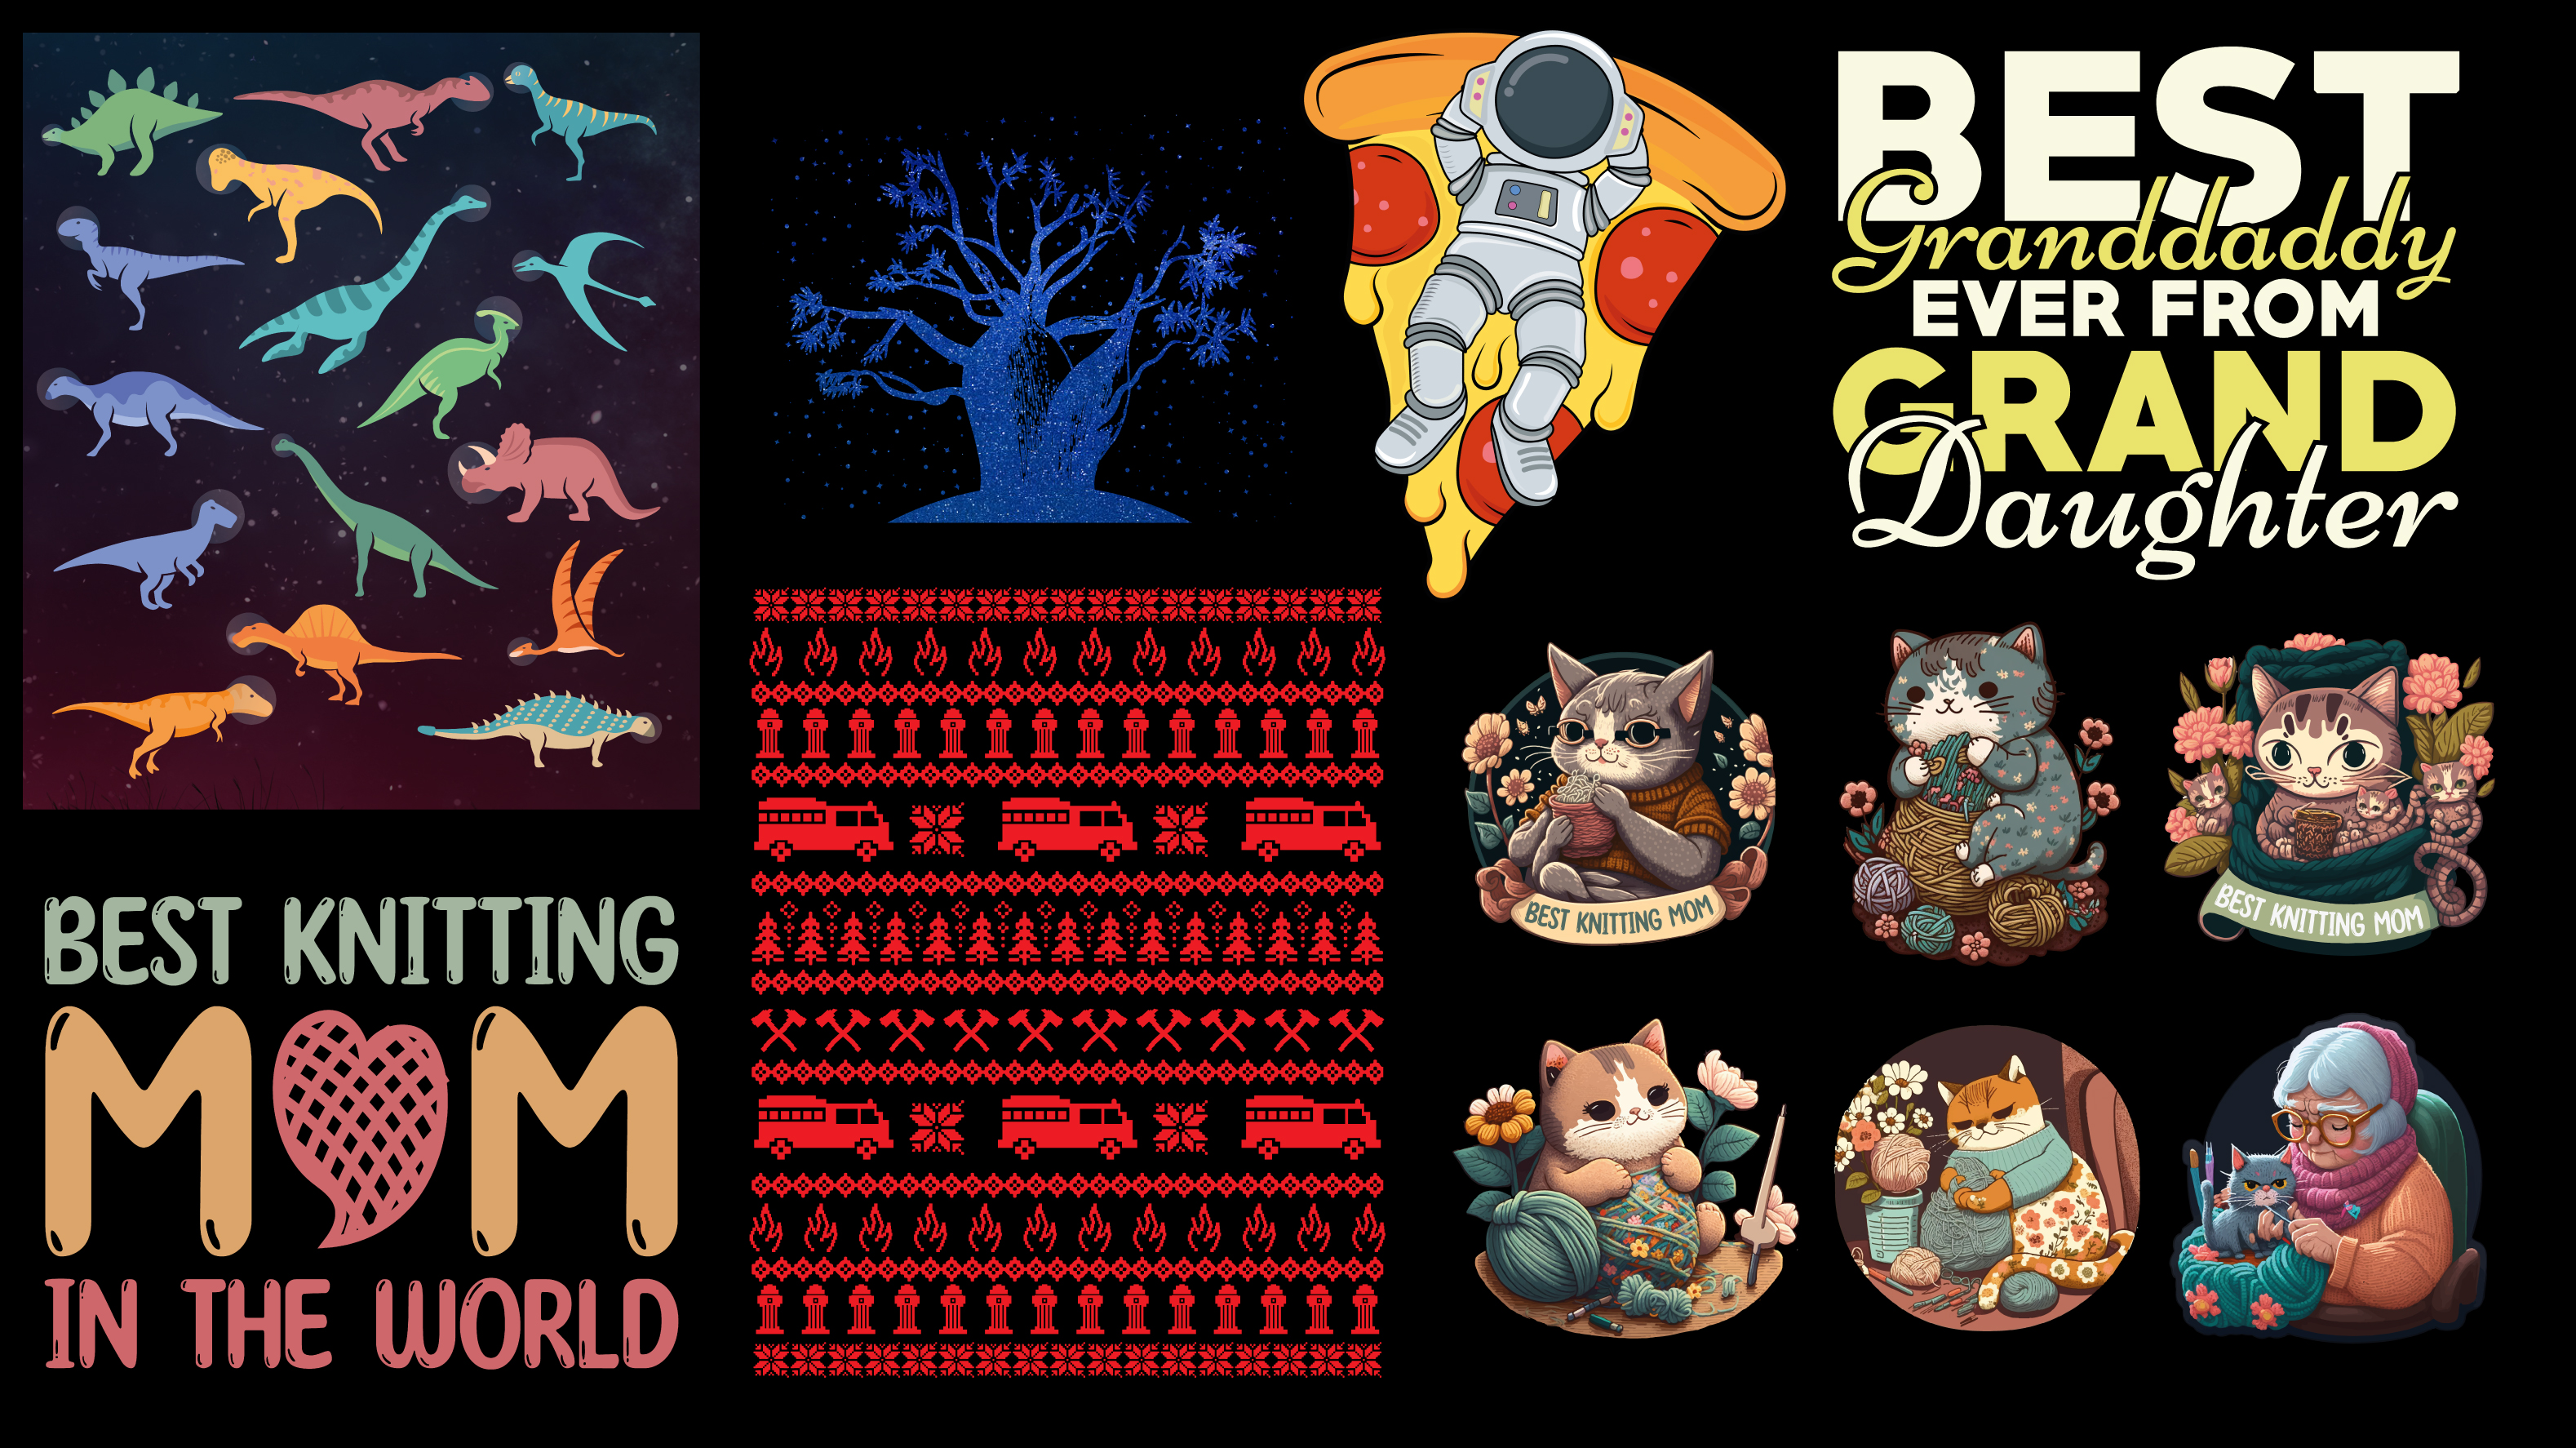 BEST
Granddaddy
EVER FROM
GRAND
Daughter
BEST KNITTING
MOM
IN THE WORLD
BEST KNITTING MOM
BEST KNITTING MOM